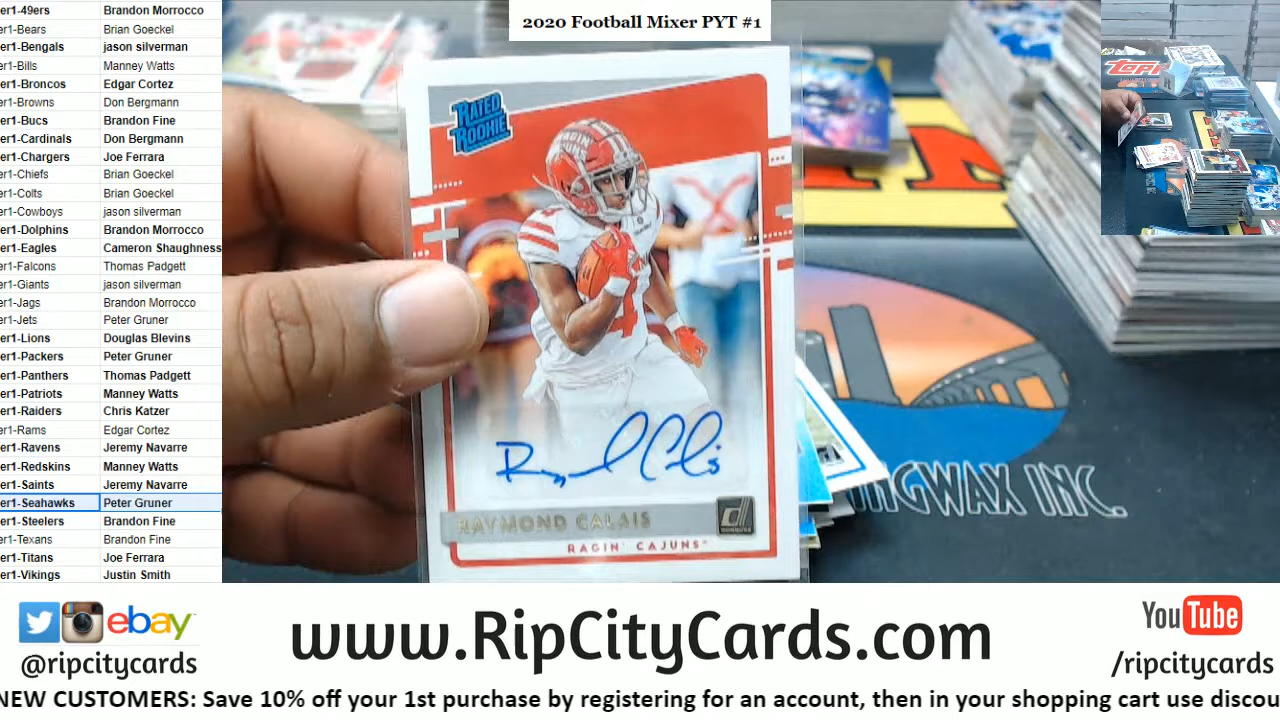 2020 Football Mixer PYT #1
er1-49ers Brandon Morrocco
er1-Bears Brian Goeckel
er1-Bengals jason silverman
er1-Bills Manney Watts
er1-Broncos Edgar Cortez
er1-Browns Don Bergmann
er1-Bucs Brandon Fine
er1-Cardinals Don Bergmann
er1-Chargers Joe Ferrara
er1-Chiefs Brian Goeckel
er1-Colts Brian Goeckel
er1-Cowboys jason silverman
er1-Dolphins Brandon Morrocco
er1-Eagles Cameron Shaughness
er1-Falcons Thomas Padgett
er1-Giants jason silverman
er1-Jags Brandon Morrocco
er1-Jets Peter Gruner
er1-Lions Douglas Blevins
er1-Packers Peter Gruner
er1-Panthers Thomas Padgett
er1-Patriots Manney Watts
er1-Raiders Chris Katzer
er1-Rams Edgar Cortez
er1-Ravens Jeremy Navarre
er1-Redskins Manney Watts
er1-Saints Jeremy Navarre
er1-Seahawks Peter Gruner
er1-Steelers Brandon Fine
er1-Texans Brandon Fine
er1-Titans Joe Ferrara
er1-Vikings Justin Smith
RATED
ROOKIE
RAGIN
CAJUNS
4
RAYMOND CALAIS
DONRUSS
RAGIN' CAJUNS
Topps
NGWAX INC.
ebay
@ripcitycards
www.RipCityCards.com
YouTube
/ripcitycards
NEW CUSTOMERS: Save 10% off your 1st purchase by registering for an account, then in your shopping cart use discou